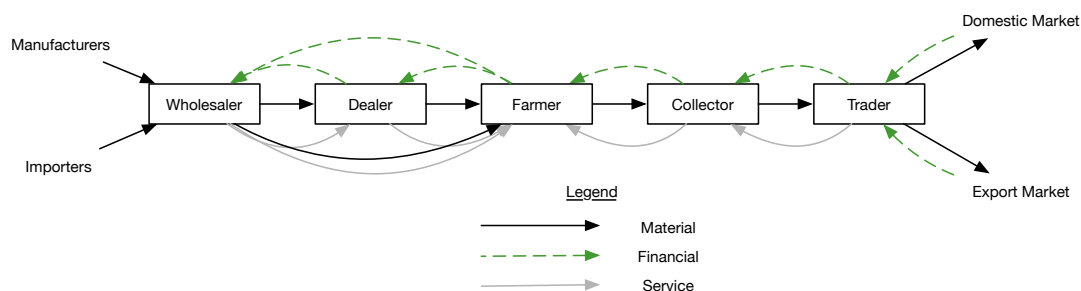 Domestic Market
Manufacturers
Wholesaler
Dealer
Farmer
Collector
Trader
Importers
Export Market
Legend
Material
Financial
Service